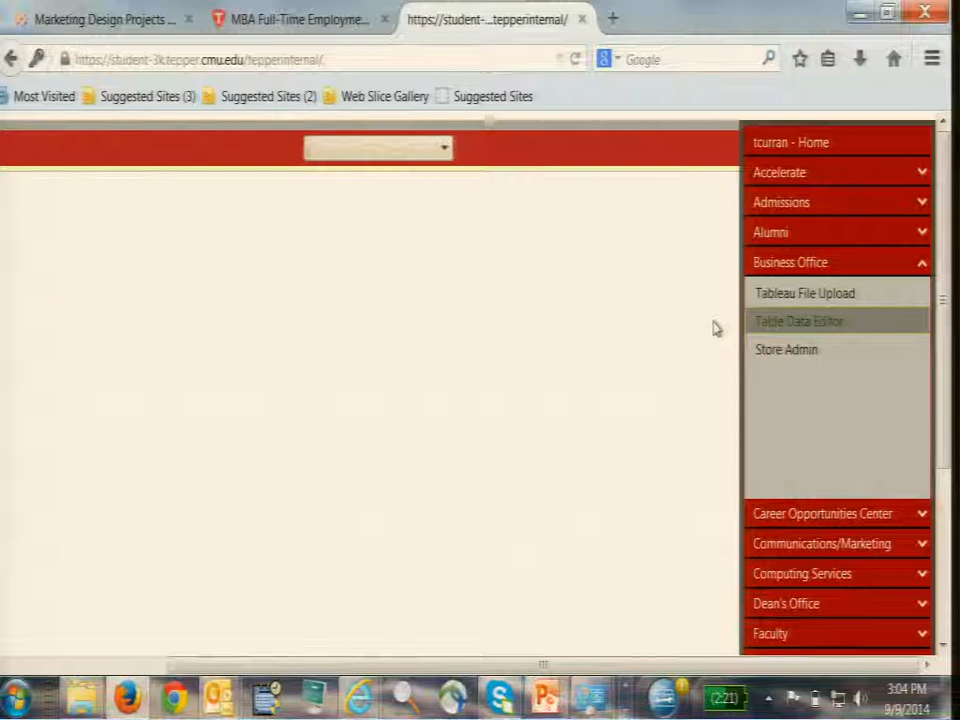 Marketing Design Projects ...
MBA Full-Time Employme...
https://student-...tepperinternal/
https://student-3k.tepper.cmu.edu/tepperinternal/
Google
Most Visited
Suggested Sites (3)
Suggested Sites (2)
Web Slice Gallery
Suggested Sites
tcurran - Home
Accelerate
Admissions
Alumni
Business Office
Tableau File Upload
Table Data Editor
Store Admin
Career Opportunities Center
Communications/Marketing
Computing Services
Dean's Office
Faculty
(2:21)
3:04 PM
9/9/2014